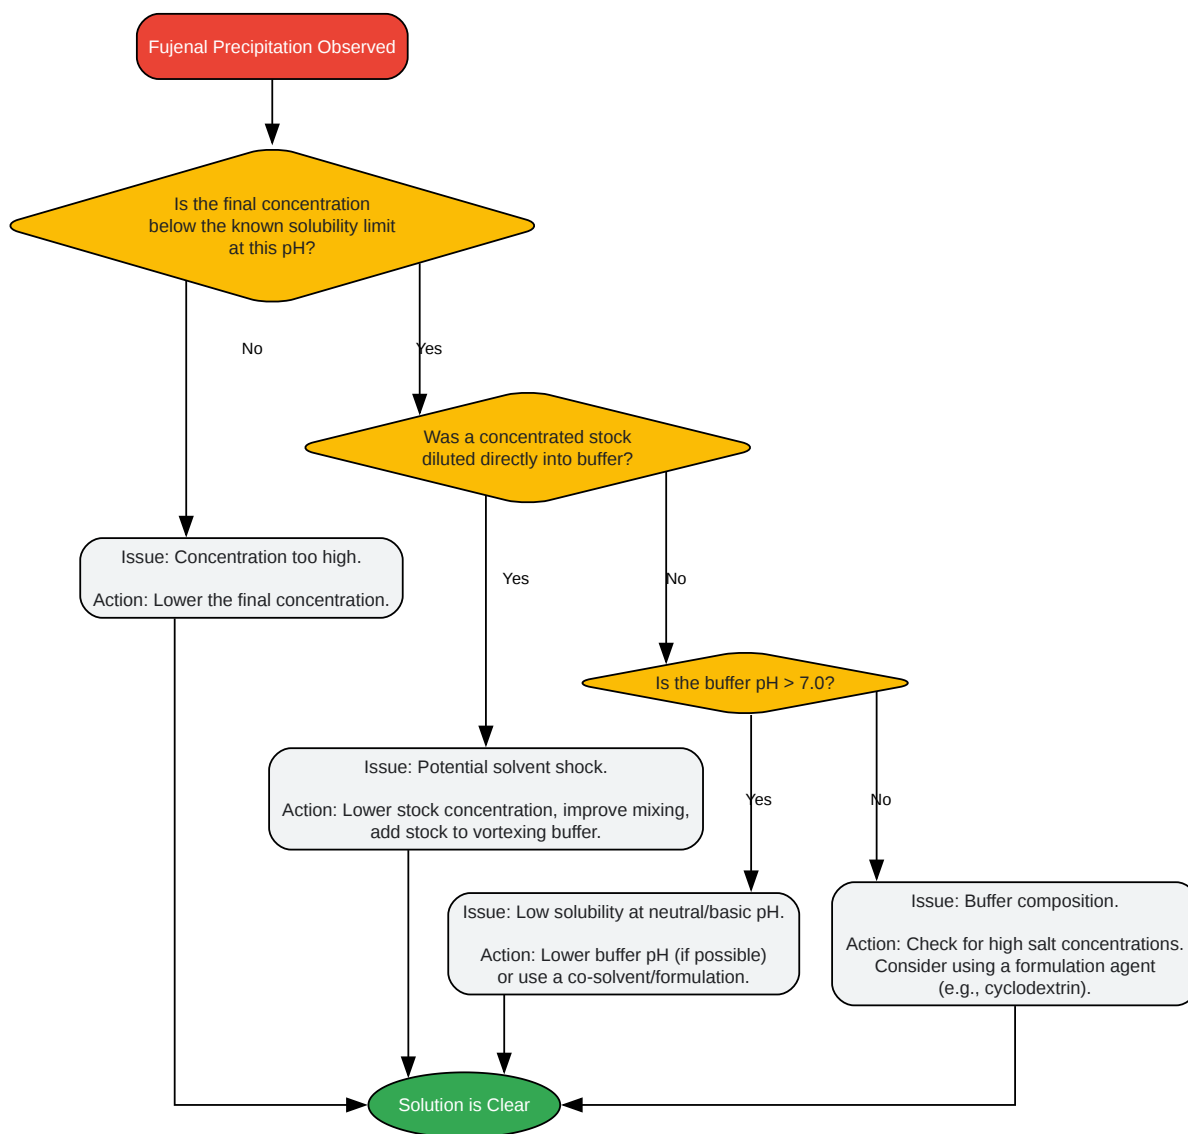 Fujenal Precipitation Observed
Is the final concentration
below the known solubility limit
at this pH?
No
Yes
Was a concentrated stock
diluted directly into buffer?
Issue: Concentration too high.
Action: Lower the final concentration.
Yes
No
Is the buffer pH > 7.0?
Issue: Potential solvent shock.
Action: Lower stock concentration, improve mixing,
add stock to vortexing buffer.
Yes
No
Issue: Low solubility at neutral/basic pH.
Action: Lower buffer pH (if possible)
or use a co-solvent/formulation.
Issue: Buffer composition.
Action: Check for high salt concentrations.
Consider using a formulation agent
(e.g., cyclodextrin).
Solution is Clear